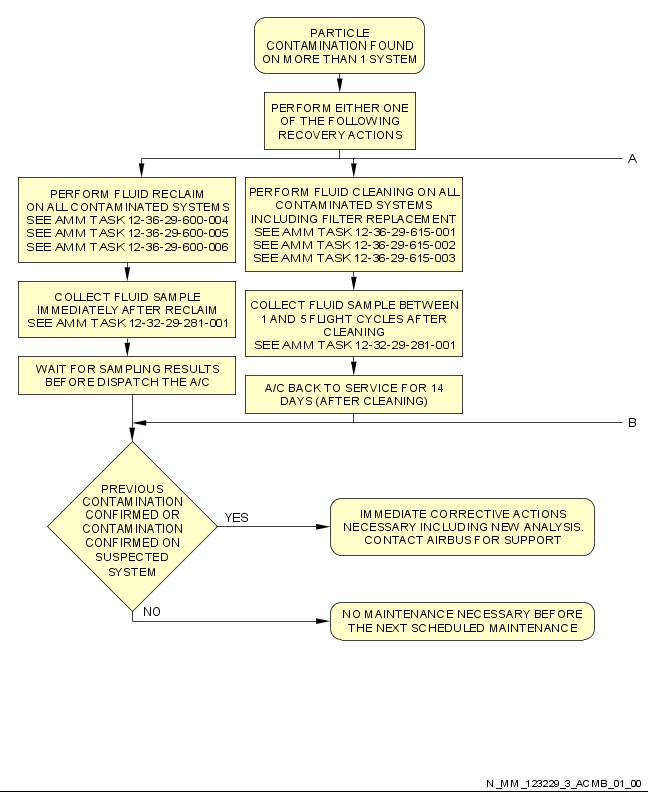 PARTICLE
CONTAMINATION FOUND
ON MORE THAN 1 SYSTEM
PERFORM EITHER ONE
OF THE FOLLOWING
RECOVERY ACTIONS
A
PERFORM FLUID RECLAIM
ON ALL CONTAMINATED SYSTEMS
SEE AMM TASK 12-36-29-600-004
SEE AMM TASK 12-36-29-600-005
SEE AMM TASK 12-36-29-600-006
PERFORM FLUID CLEANING ON ALL
CONTAMINATED SYSTEMS
INCLUDING FILTER REPLACEMENT
SEE AMM TASK 12-36-29-615-001
SEE AMM TASK 12-36-29-615-002
SEE AMM TASK 12-36-29-615-003
COLLECT FLUID SAMPLE
IMMEDIATELY AFTER RECLAIM
SEE AMM TASK 12-32-29-281-001
COLLECT FLUID SAMPLE BETWEEN
1 AND 5 FLIGHT CYCLES AFTER
CLEANING
SEE AMM TASK 12-32-29-281-001
WAIT FOR SAMPLING RESULTS
BEFORE DISPATCH THE A/C
A/C BACK TO SERVICE FOR 14
DAYS (AFTER CLEANING)
B
PREVIOUS
CONTAMINATION
CONFIRMED OR
CONTAMINATION
CONFIRMED ON
SUSPECTED
SYSTEM
YES
IMMEDIATE CORRECTIVE ACTIONS
NECESSARY INCLUDING NEW ANALYSIS.
CONTACT AIRBUS FOR SUPPORT
NO
NO MAINTENANCE NECESSARY BEFORE
THE NEXT SCHEDULED MAINTENANCE
N_MM_123229_3_ACMB_01_00